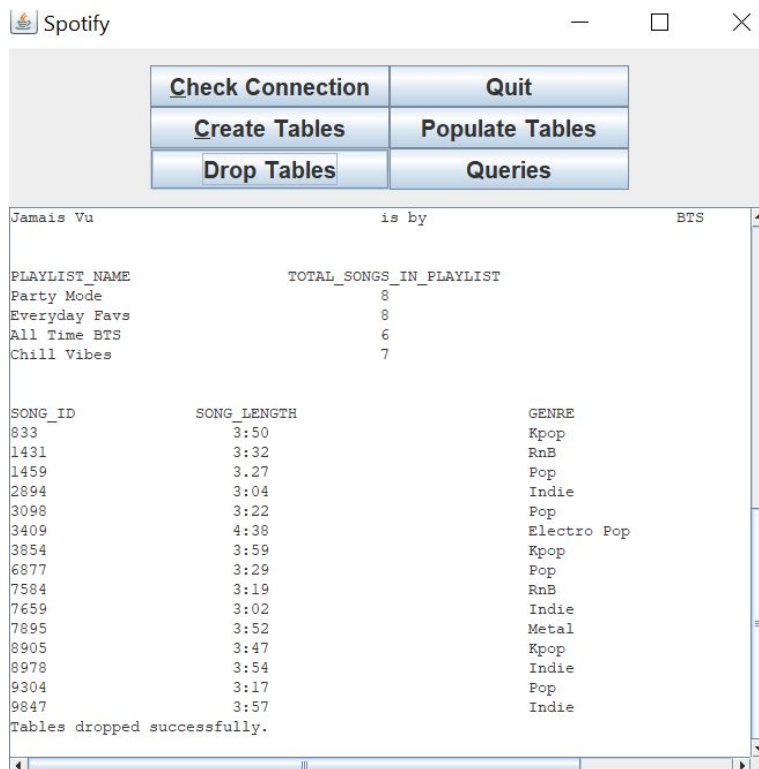 Spotify
Check Connection Quit
Create Tables Populate Tables
Drop Tables Queries
Jamais Vu is by BTS
PLAYLIST_NAME TOTAL_SONGS_IN_PLAYLIST
Party Mode 8
Everyday Favs 8
All Time BTS 6
Chill Vibes 7
SONG_ID SONG_LENGTH GENRE
833 3:50 Kpop
1431 3:32 RnB
1459 3.27 Pop
2894 3:04 Indie
3098 3:22 Pop
3409 4:38 Electro Pop
3854 3:59 Kpop
6877 3:29 Pop
7584 3:19 RnB
7659 3:02 Indie
7895 3:52 Metal
8905 3:47 Kpop
8978 3:54 Indie
9304 3:17 Pop
9847 3:57 Indie
Tables dropped successfully.